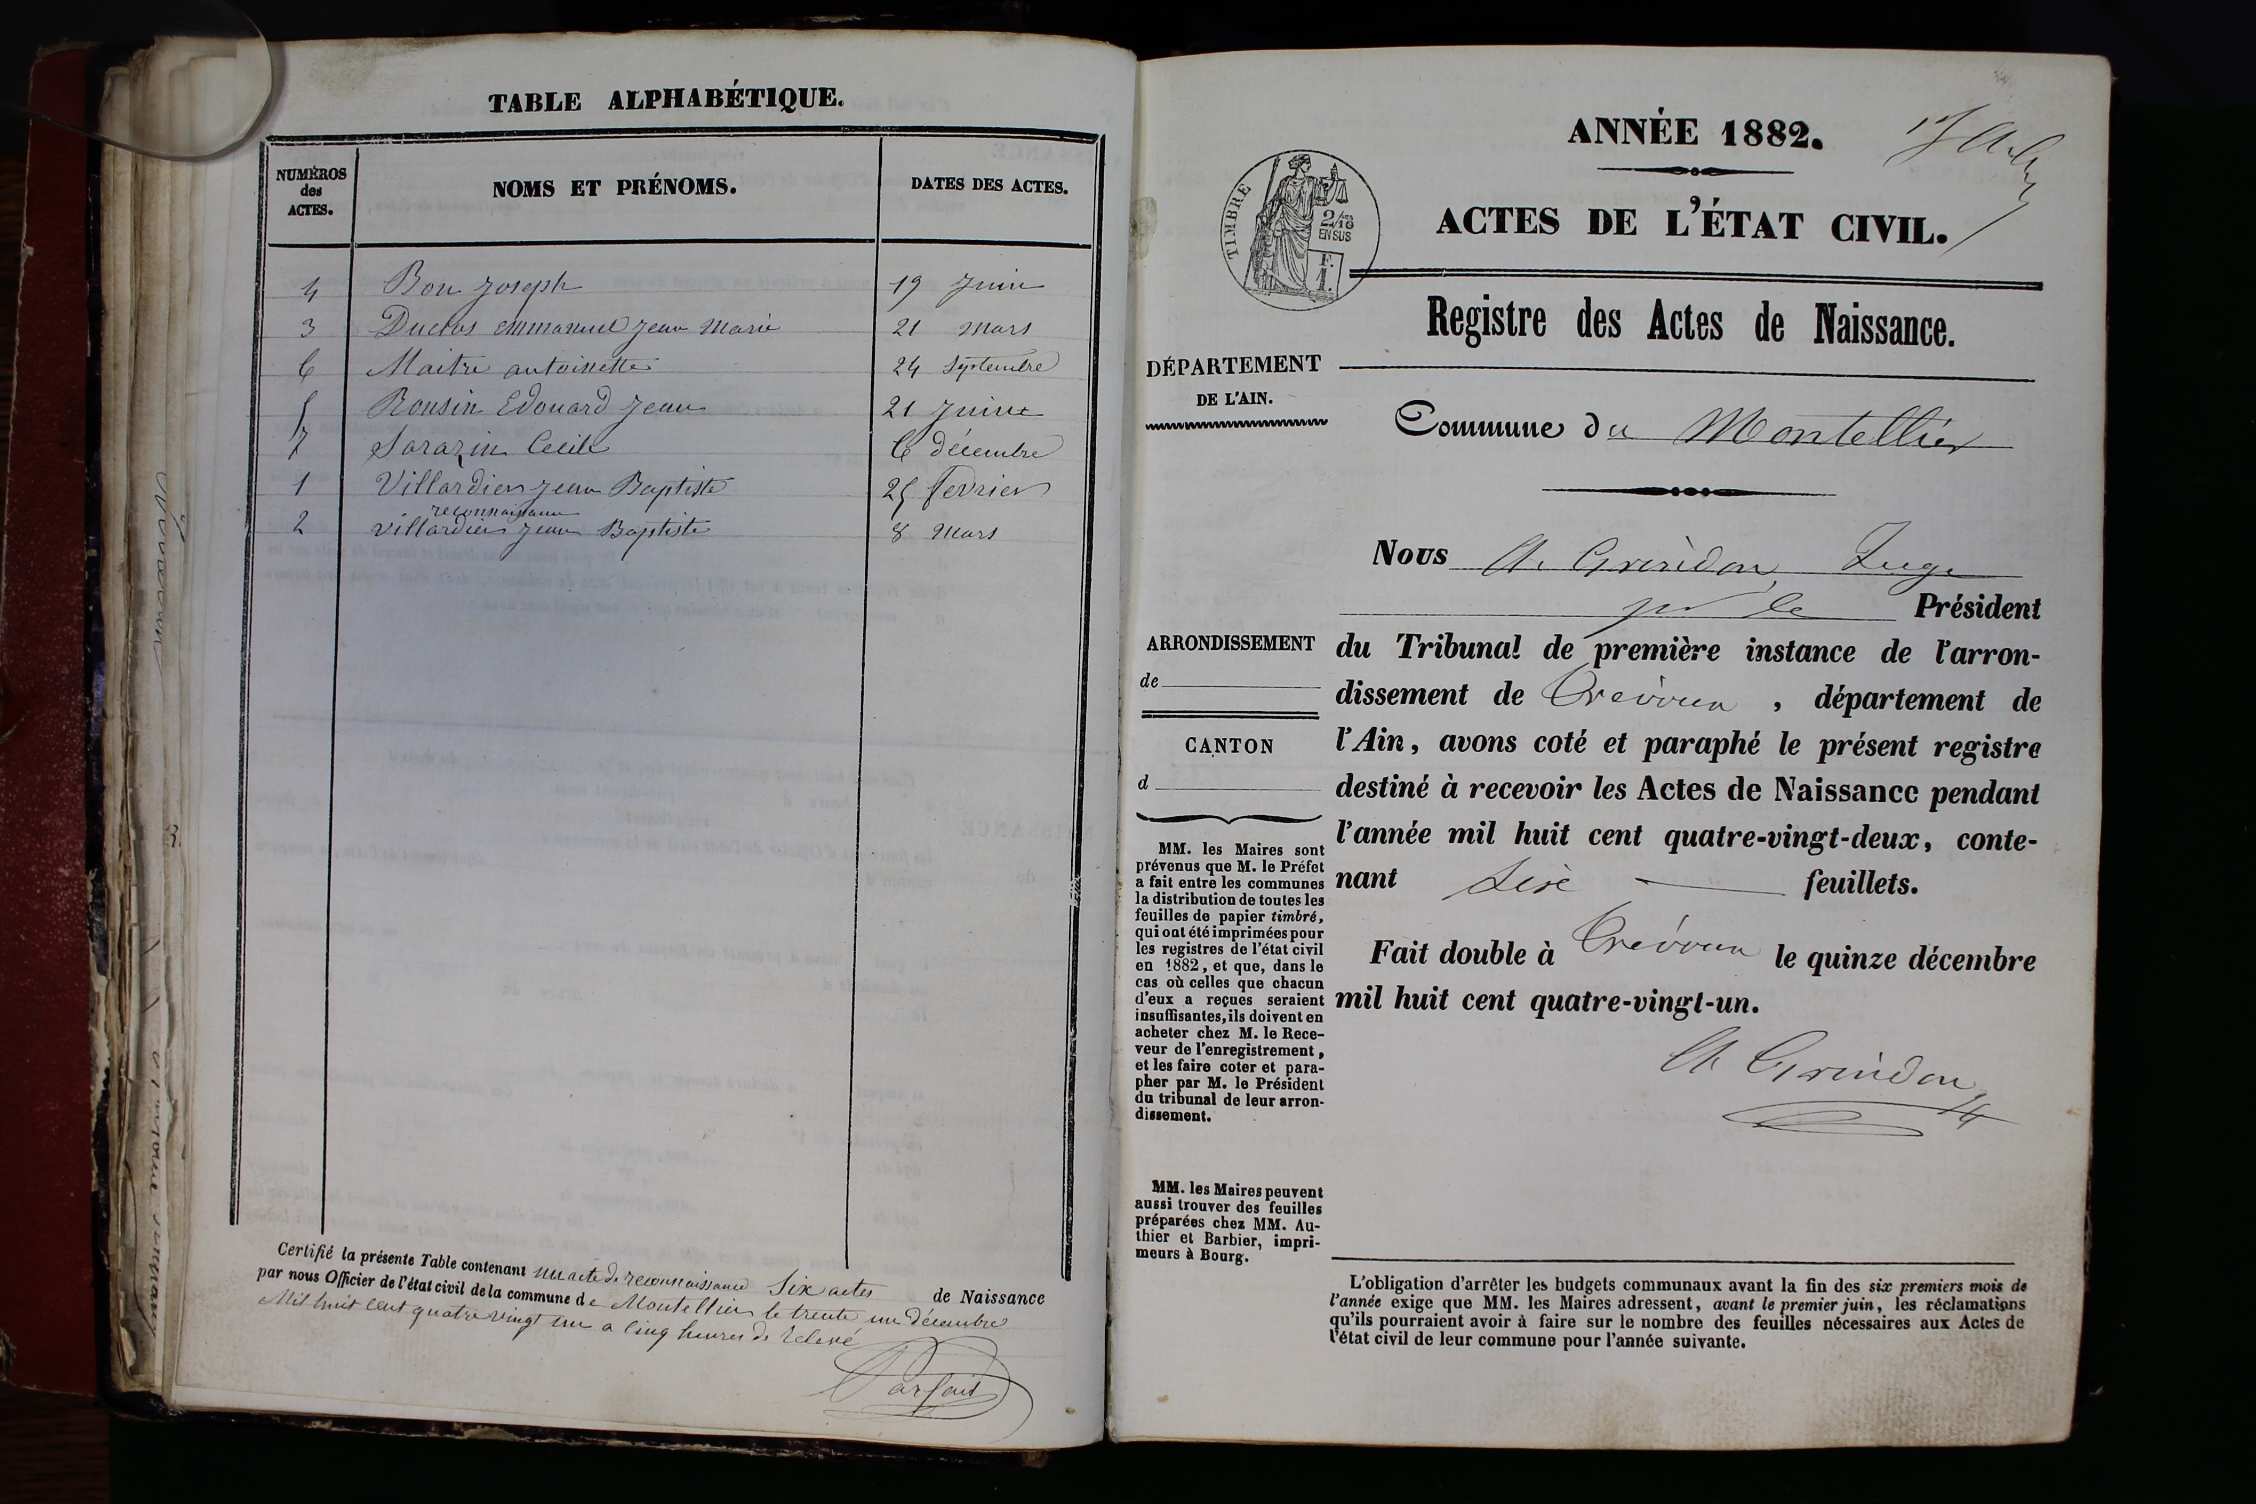 TABLE ALPHABÉTIQUE.
NUMÉROS des ACTES. NOMS ET PRÉNOMS. DATES DES ACTES.
4 Bon Joseph 19 Juin
3 Duclos emmanuel Jean Marie 21 Mars
6 Maitre antoinette 24 Septembre
5 Rousin Edouard Jean 21 Juin
7 Sarazin Cecile 6 décembre
1 Villardier Jean Baptiste 25 fevrier
reconnaissance
2 Villardier Jean Baptiste 8 Mars
Certifié la présente Table contenant un acte de reconnaissance Six actes de Naissance
par nous Officier de l'état civil de la commune de Montellier le trente un décembre
Mil huit cent quatre vingt un a cinq heures de relevé
Parfait
ANNÉE 1882.
ACTES DE L'ÉTAT CIVIL.
TIMBRE
2/10
EN SUS
F.
1.
Registre des Actes de Naissance.
DÉPARTEMENT
DE L'AIN.
Commune du Montellier
Nous Ch. Grindon, Juge
pr le Président
ARRONDISSEMENT
de
CANTON
d
du Tribunal de première instance de l'arron-
dissement de Trévoux, département de
l'Ain, avons coté et paraphé le présent registre
destiné à recevoir les Actes de Naissance pendant
l'année mil huit cent quatre-vingt-deux, conte-
nant Six feuillets.
Fait double à Trévoux le quinze décembre
mil huit cent quatre-vingt-un.
Ch Grindon
MM. les Maires sont
prévenus que M. le Préfet
a fait entre les communes
la distribution de toutes les
feuilles de papier timbré,
qui ont été imprimées pour
les registres de l'état civil
en 1882, et que, dans le
cas où celles que chacun
d'eux a reçues seraient
insuffisantes, ils doivent en
acheter chez M. le Rece-
veur de l'enregistrement,
et les faire coter et para-
pher par M. le Président
du tribunal de leur arron-
dissement.
MM. les Maires peuvent
aussi trouver des feuilles
préparées chez MM. Au-
thier et Barbier, impri-
meurs à Bourg.
L'obligation d'arrêter les budgets communaux avant la fin des six premiers mois de
l'année exige que MM. les Maires adressent, avant le premier juin, les réclamations
qu'ils pourraient avoir à faire sur le nombre des feuilles nécessaires aux Actes de
l'état civil de leur commune pour l'année suivante.